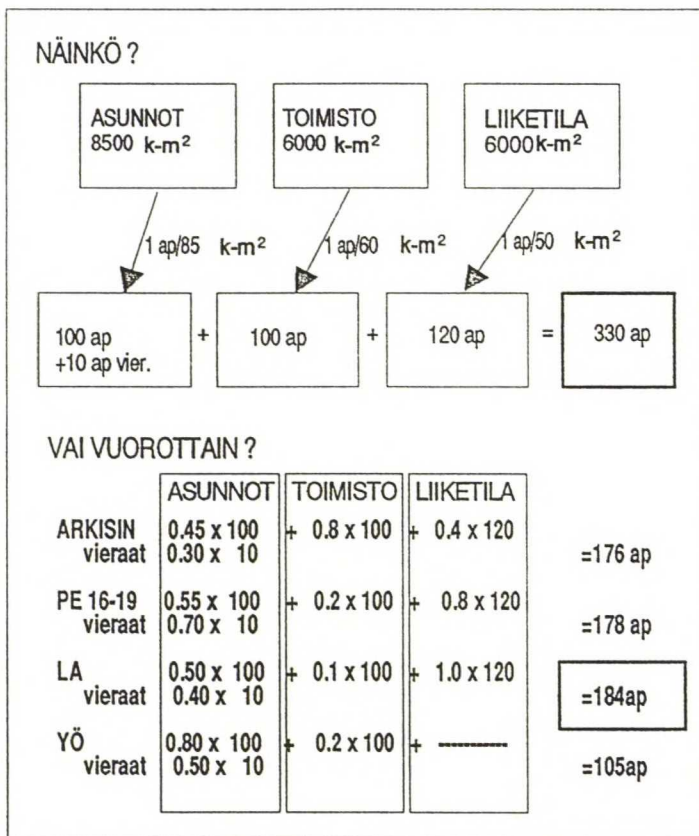 NÄINKÖ ?
ASUNNOT TOIMISTO LIIKETILA
8500 k-m² 6000 k-m² 6000k-m²
1 ap/85 k-m² 1 ap/60 k-m² 1 ap/50 k-m²
100 ap + 100 ap + 120 ap = 330 ap
+10 ap vier.
VAI VUOROTTAIN ?
ASUNNOT TOIMISTO LIIKETILA
ARKISIN 0.45 x 100 + 0.8 x 100 + 0.4 x 120
vieraat 0.30 x 10 =176 ap
PE 16-19 0.55 x 100 + 0.2 x 100 + 0.8 x 120
vieraat 0.70 x 10 =178 ap
LA 0.50 x 100 + 0.1 x 100 + 1.0 x 120
vieraat 0.40 x 10 =184ap
YÖ 0.80 x 100 + 0.2 x 100 + ----------
vieraat 0.50 x 10 =105ap